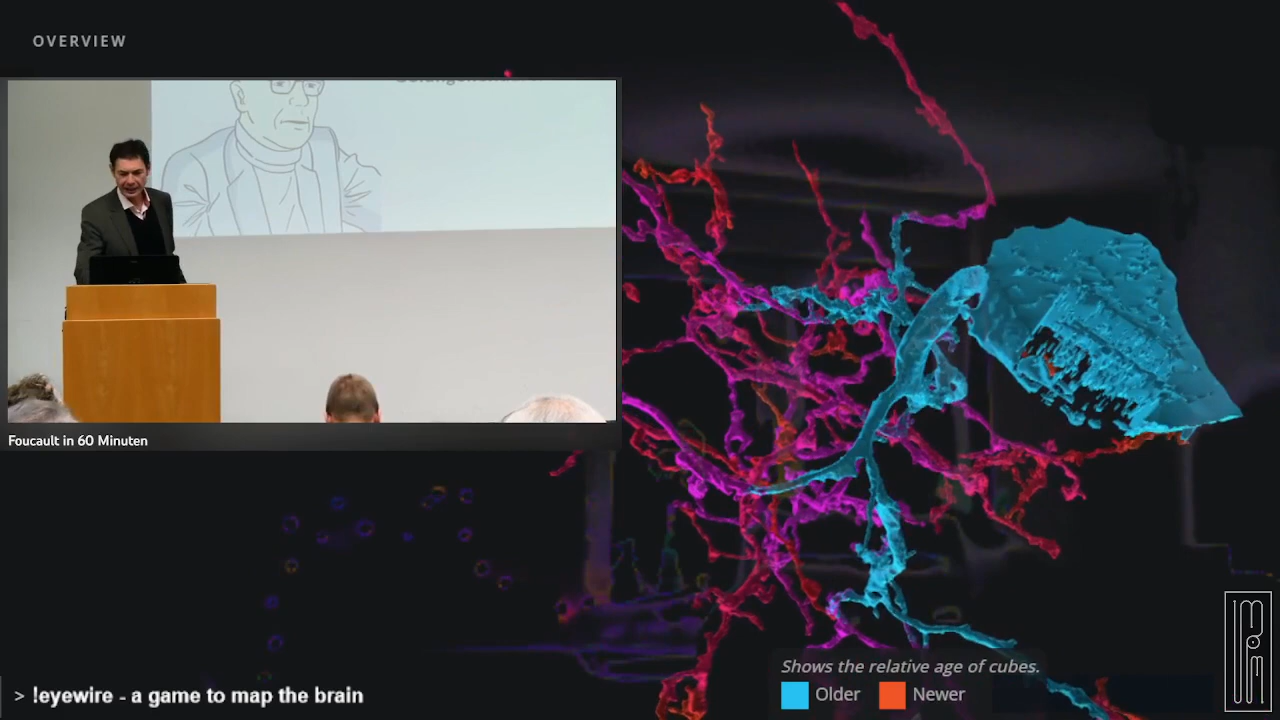 OVERVIEW
Foucault in 60 Minuten
Shows the relative age of cubes.
Older
Newer
> !eyewire - a game to map the brain